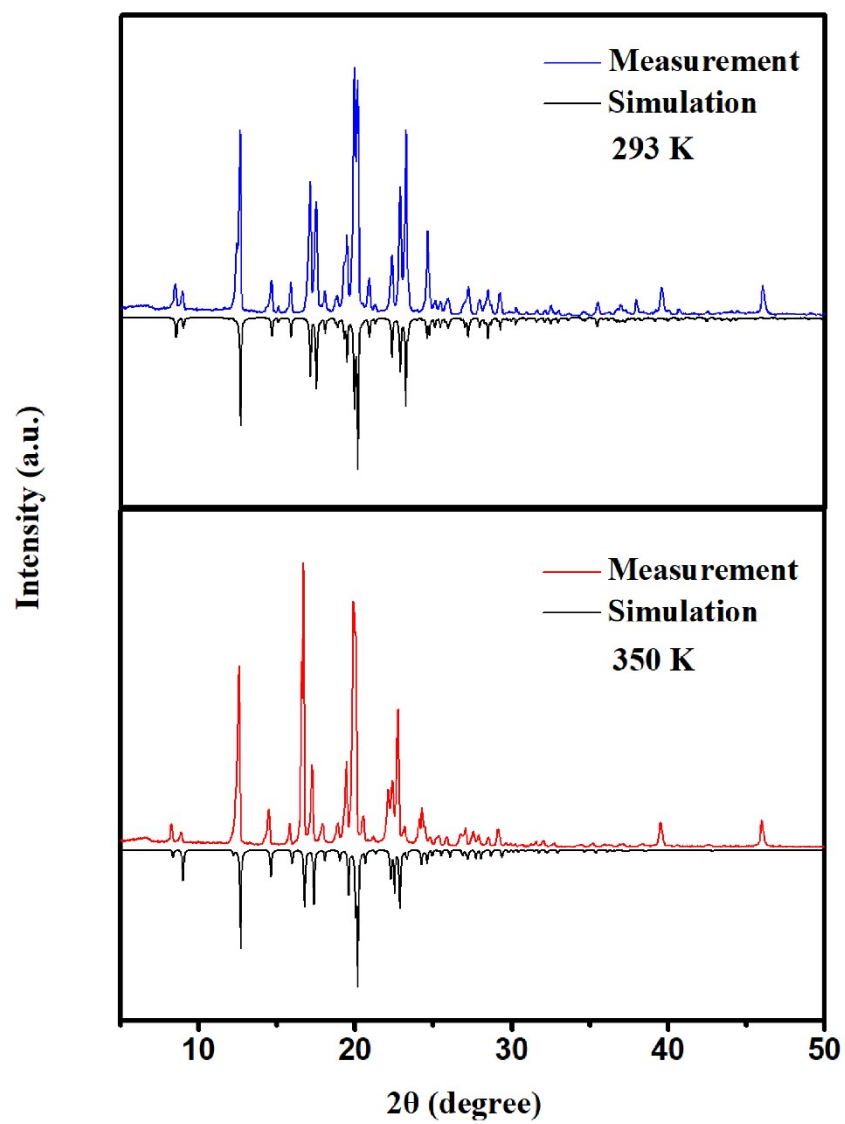 Measurement
Simulation
293 K
Intensity (a.u.)
Measurement
Simulation
350 K
10 20 30 40 50
2θ (degree)